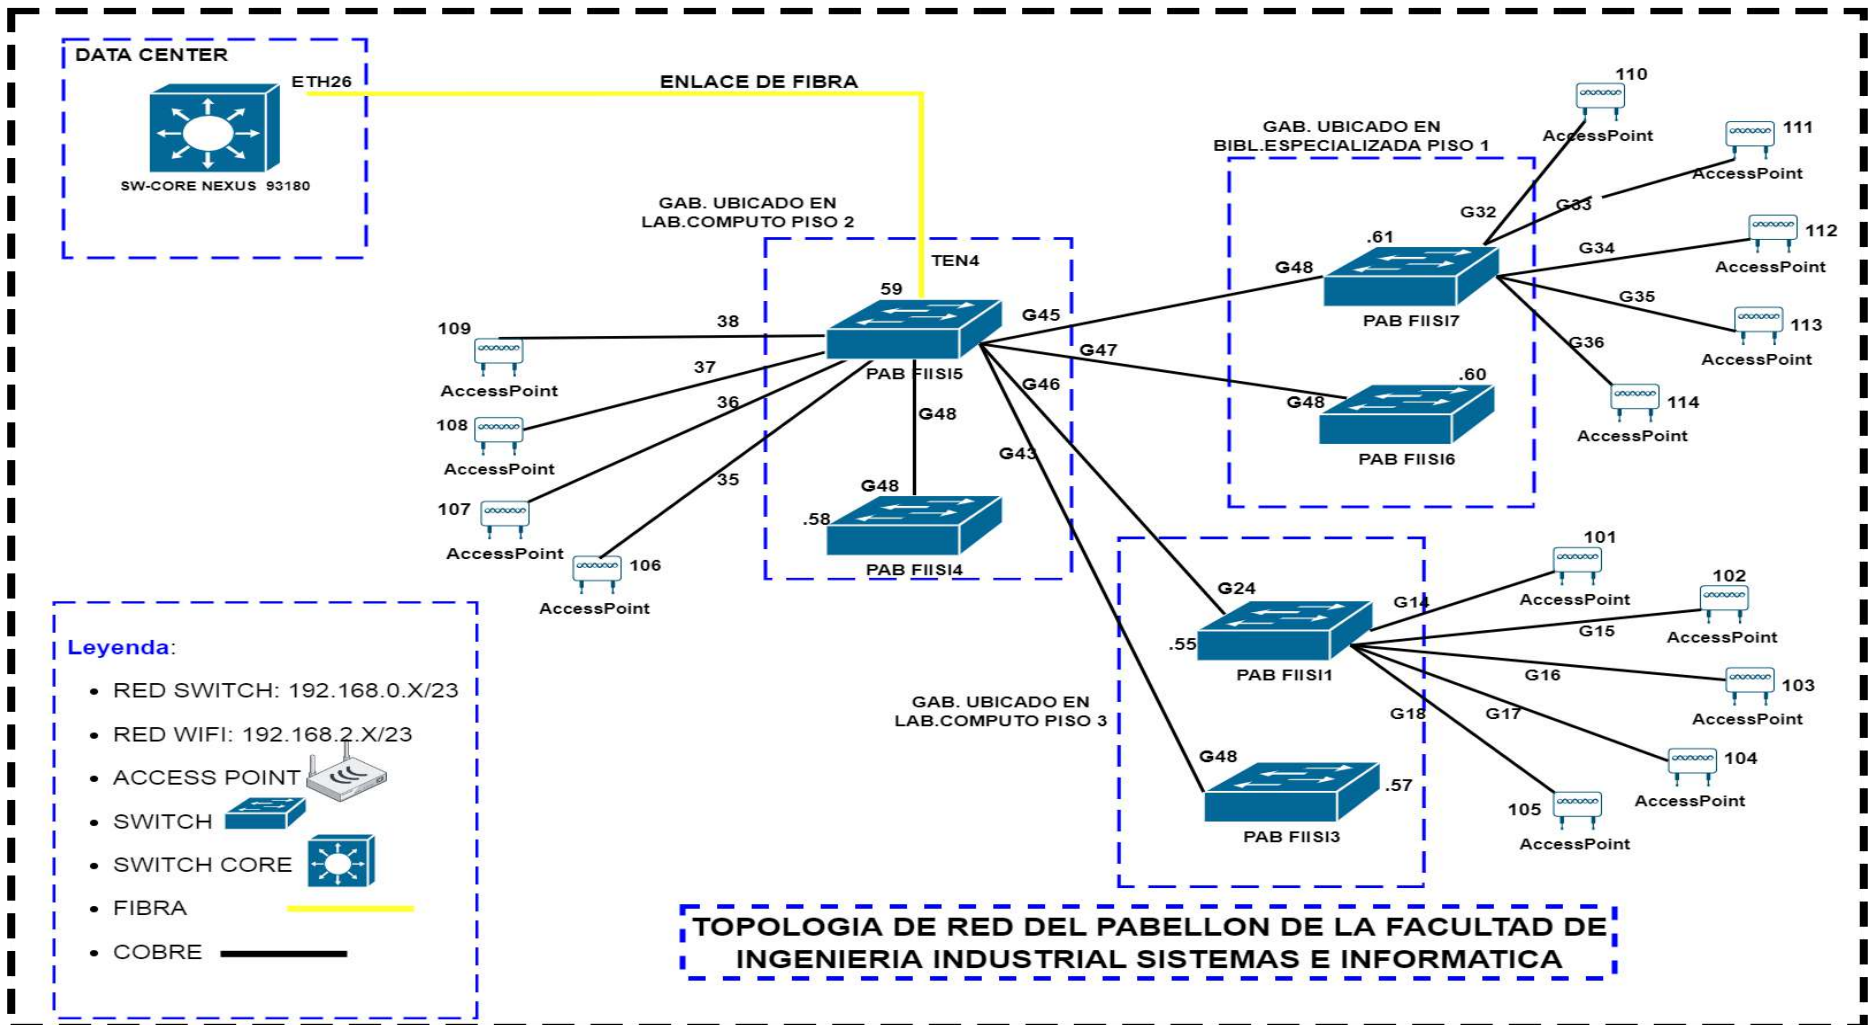 DATA CENTER
ETH26
SW-CORE NEXUS 93180
ENLACE DE FIBRA
GAB. UBICADO EN
LAB.COMPUTO PISO 2
TEN4
59
PAB FIISI5
G48
G48
.58
PAB FIISI4
38
37
36
35
109
AccessPoint
108
AccessPoint
107
AccessPoint
106
AccessPoint
G45
G47
G46
G43
GAB. UBICADO EN
BIBL.ESPECIALIZADA PISO 1
.61
G48
PAB FIISI7
.60
G48
PAB FIISI6
G32
G33
G34
G35
G36
110
AccessPoint
111
AccessPoint
112
AccessPoint
113
AccessPoint
114
AccessPoint
GAB. UBICADO EN
LAB.COMPUTO PISO 3
G24
.55
PAB FIISI1
G48
.57
PAB FIISI3
G14
G15
G16
G17
G18
101
AccessPoint
102
AccessPoint
103
AccessPoint
104
AccessPoint
105
AccessPoint
Leyenda:
• RED SWITCH: 192.168.0.X/23
• RED WIFI: 192.168.2.X/23
• ACCESS POINT
• SWITCH
• SWITCH CORE
• FIBRA
• COBRE
TOPOLOGIA DE RED DEL PABELLON DE LA FACULTAD DE
INGENIERIA INDUSTRIAL SISTEMAS E INFORMATICA